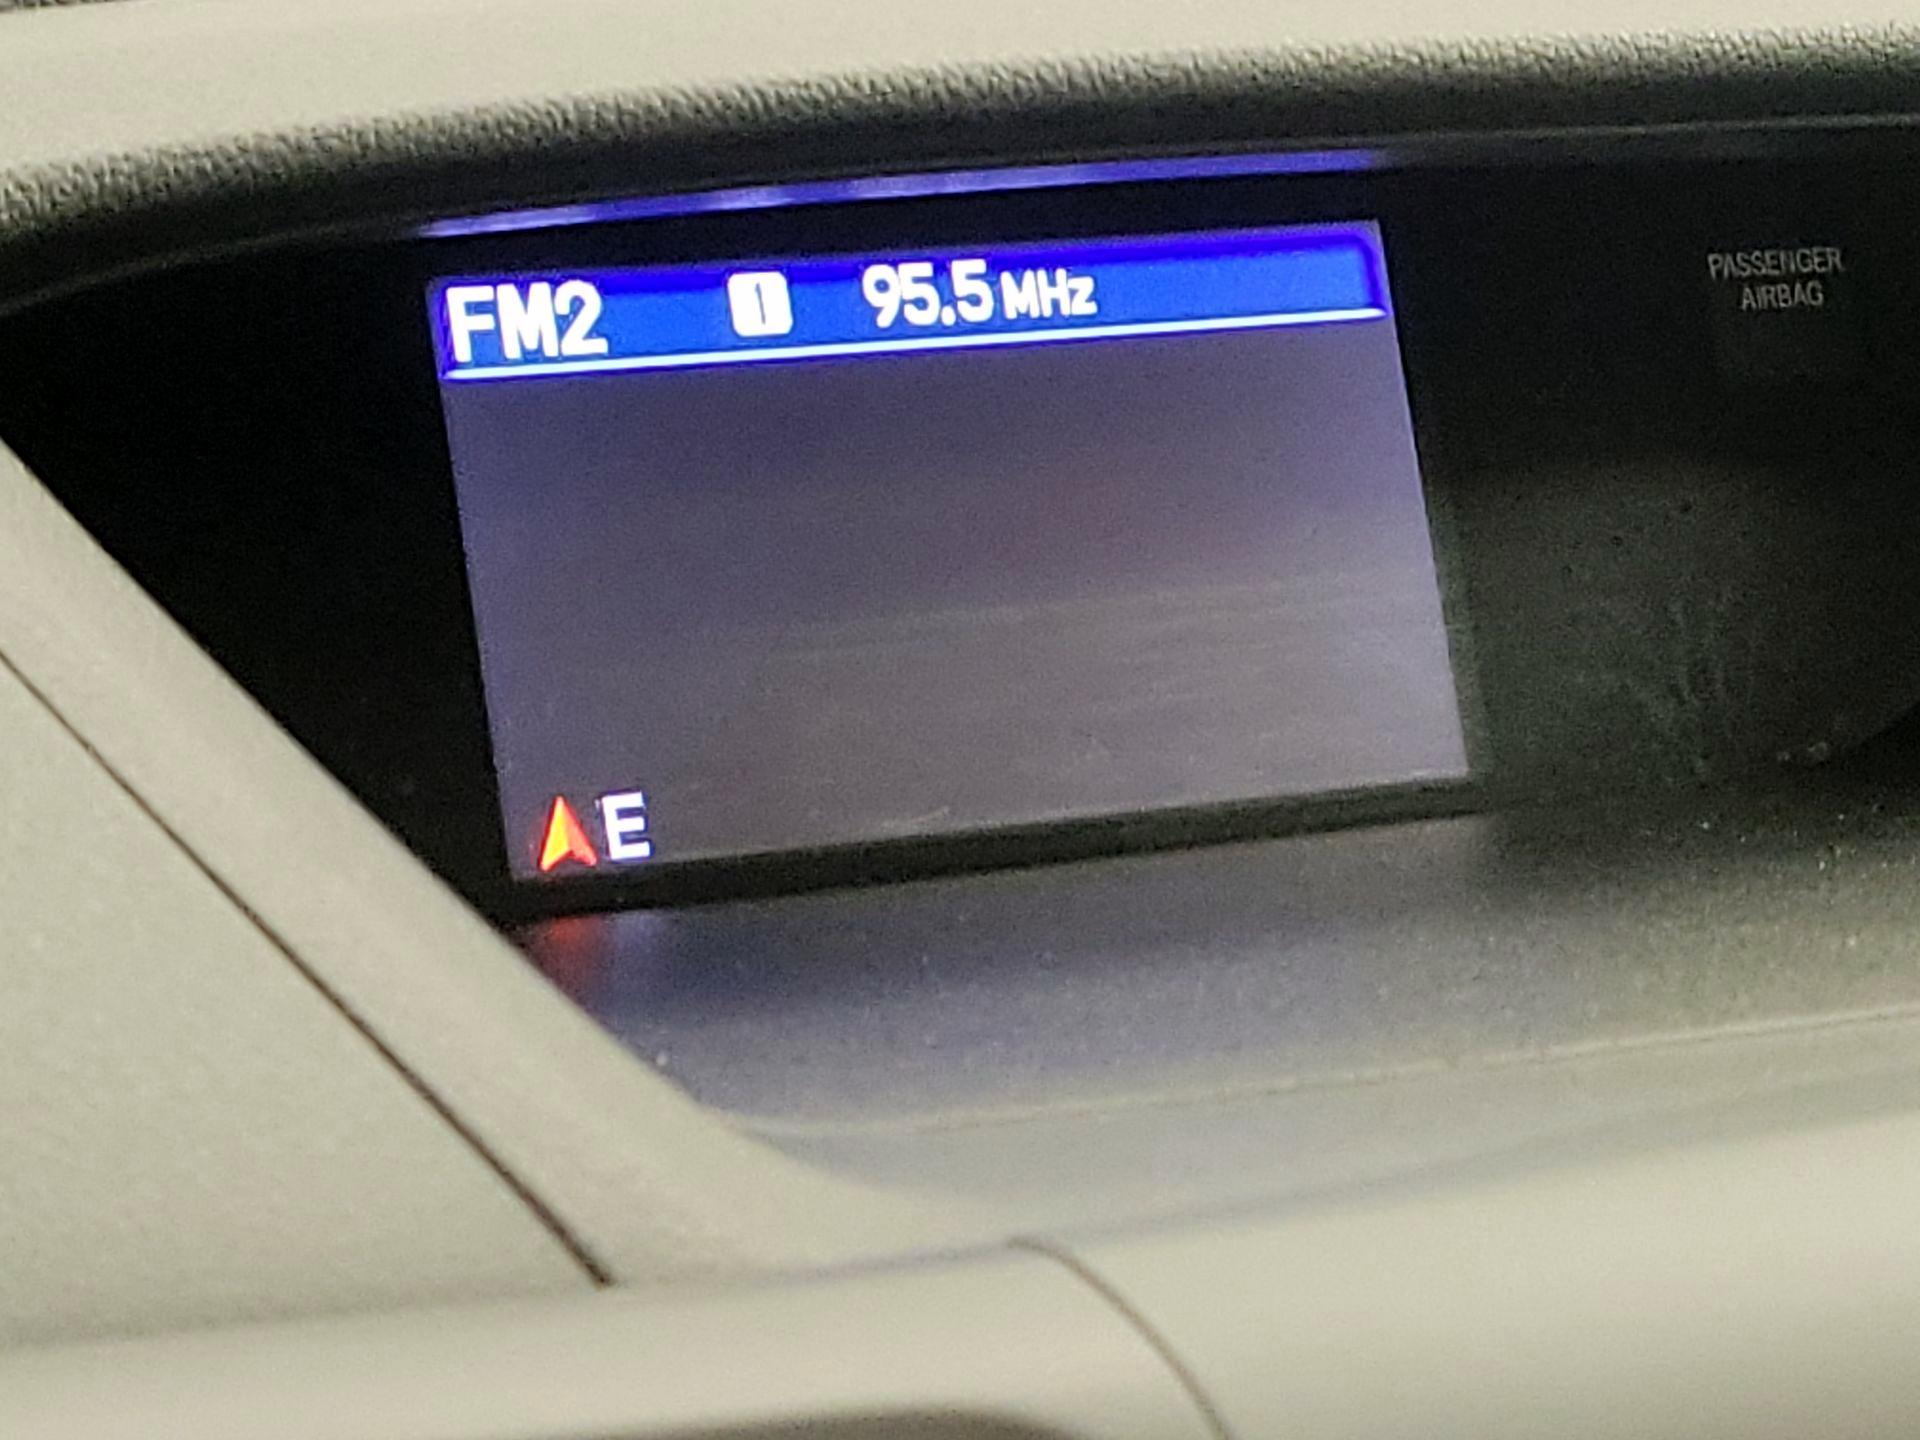 FM2 1 95.5 MHz
PASSENGER
AIRBAG
E